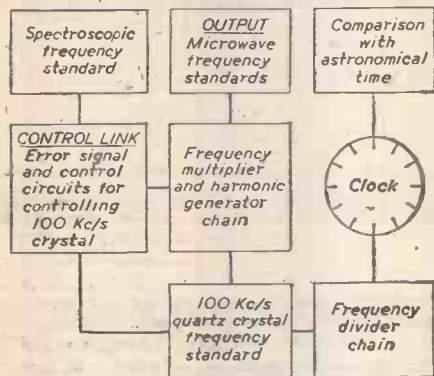 Spectroscopic
frequency
standard
OUTPUT
Microwave
frequency
standards
Comparison
with
astronomical
time
CONTROL LINK
Error signal
and control
circuits for
controlling
100 Kc/s
crystal
Frequency
multiplier
and harmonic
generator
chain
Clock
100 Kc/s
quartz crystal
frequency
standard
Frequency
divider
chain